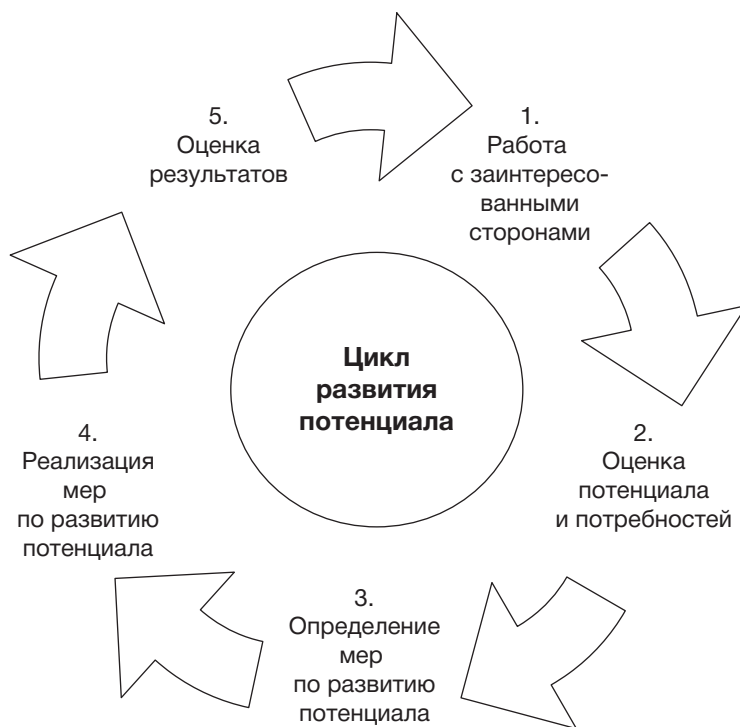 5.
Оценка
результатов
1.
Работа
с заинтересо-
ванными
сторонами
Цикл
развития
потенциала
2.
Оценка
потенциала
и потребностей
3.
Определение
мер
по развитию
потенциала
4.
Реализация
мер
по развитию
потенциала